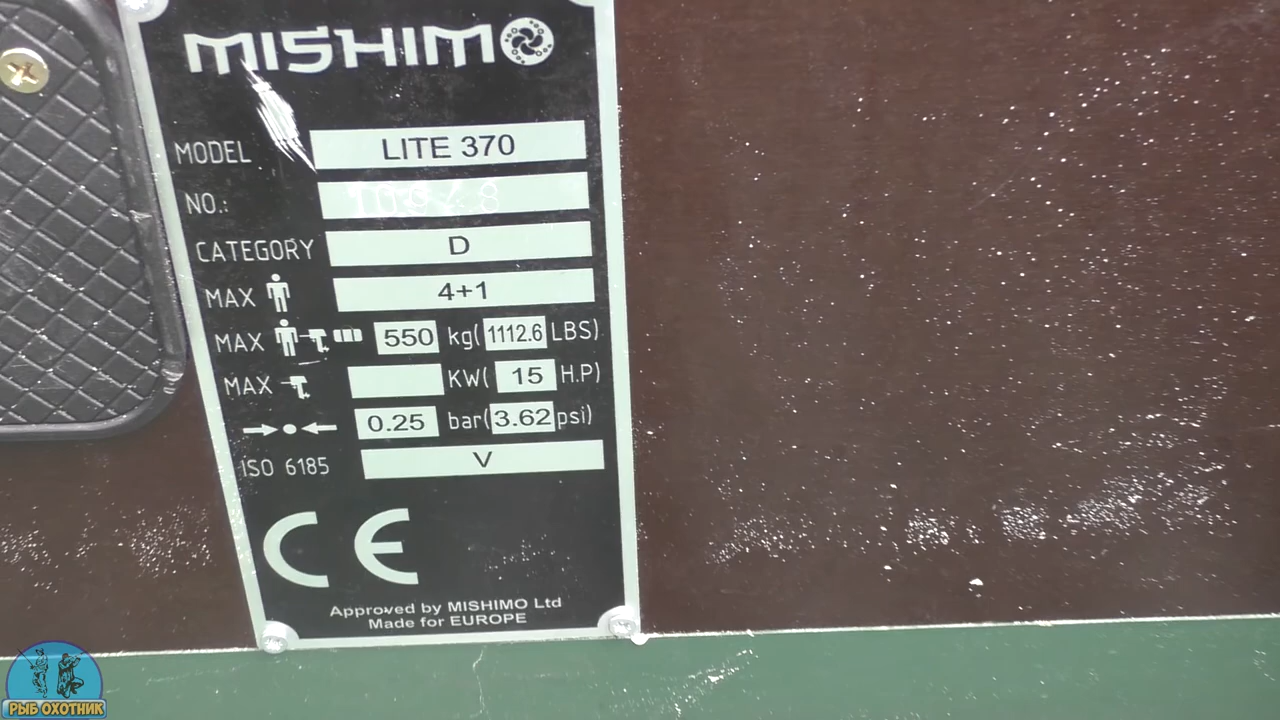 MISHIMO
MODEL LITE 370
NO.:
CATEGORY D
MAX 4+1
MAX 550 kg( 1112.6 LBS)
MAX KW( 15 H.P)
0.25 bar( 3.62 psi)
ISO 6185 V
CE
Approved by MISHIMO Ltd
Made for EUROPE
РЫБ ОХОТНИК